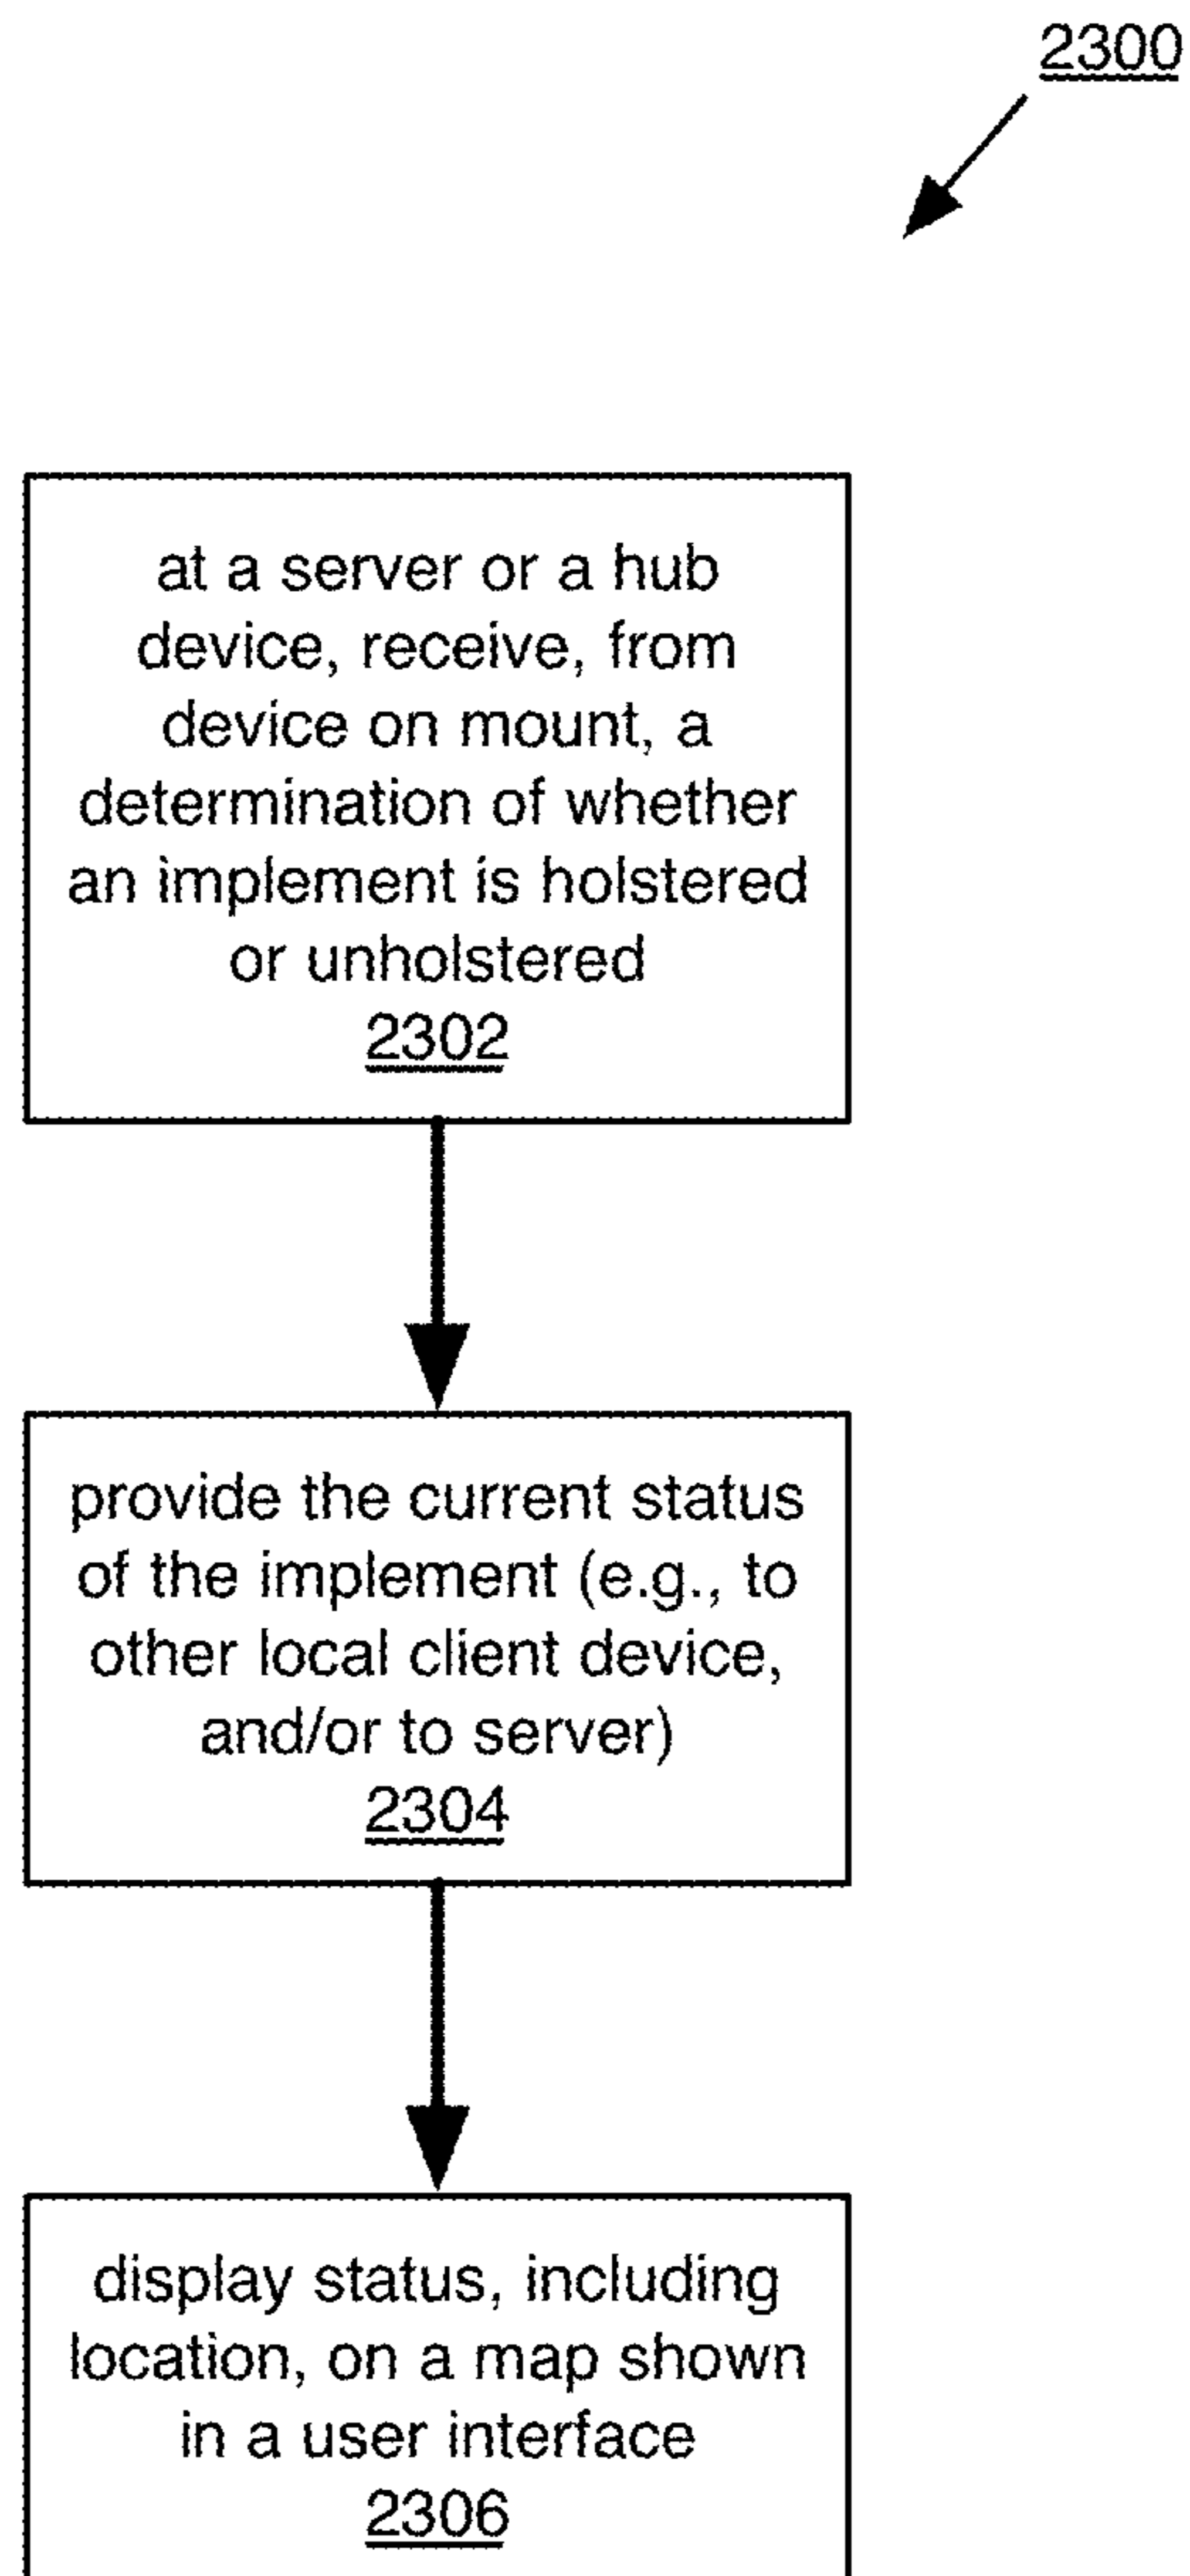 2300
at a server or a hub
device, receive, from
device on mount, a
determination of whether
an implement is holstered
or unholstered
2302
provide the current status
of the implement (e.g., to
other local client device,
and/or to server)
2304
display status, including
location, on a map shown
in a user interface
2306